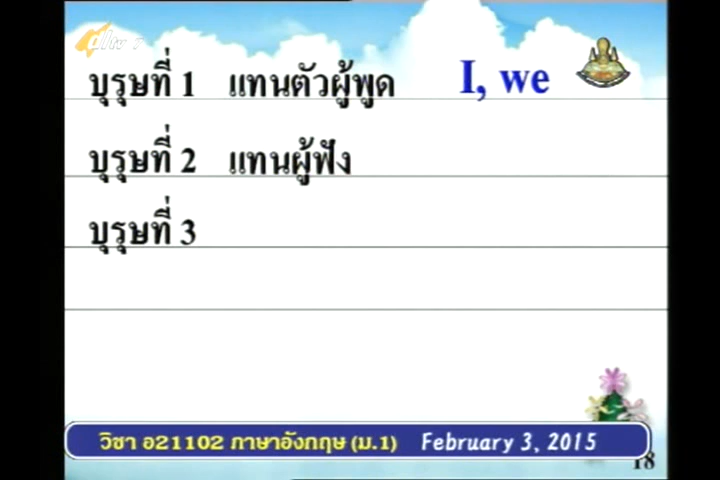 dltv 7
บุรุษที่ 1 แทนตัวผู้พูด I, we
บุรุษที่ 2 แทนผู้ฟัง
บุรุษที่ 3
วิชา อ21102 ภาษาอังกฤษ (ม.1) February 3, 2015
18